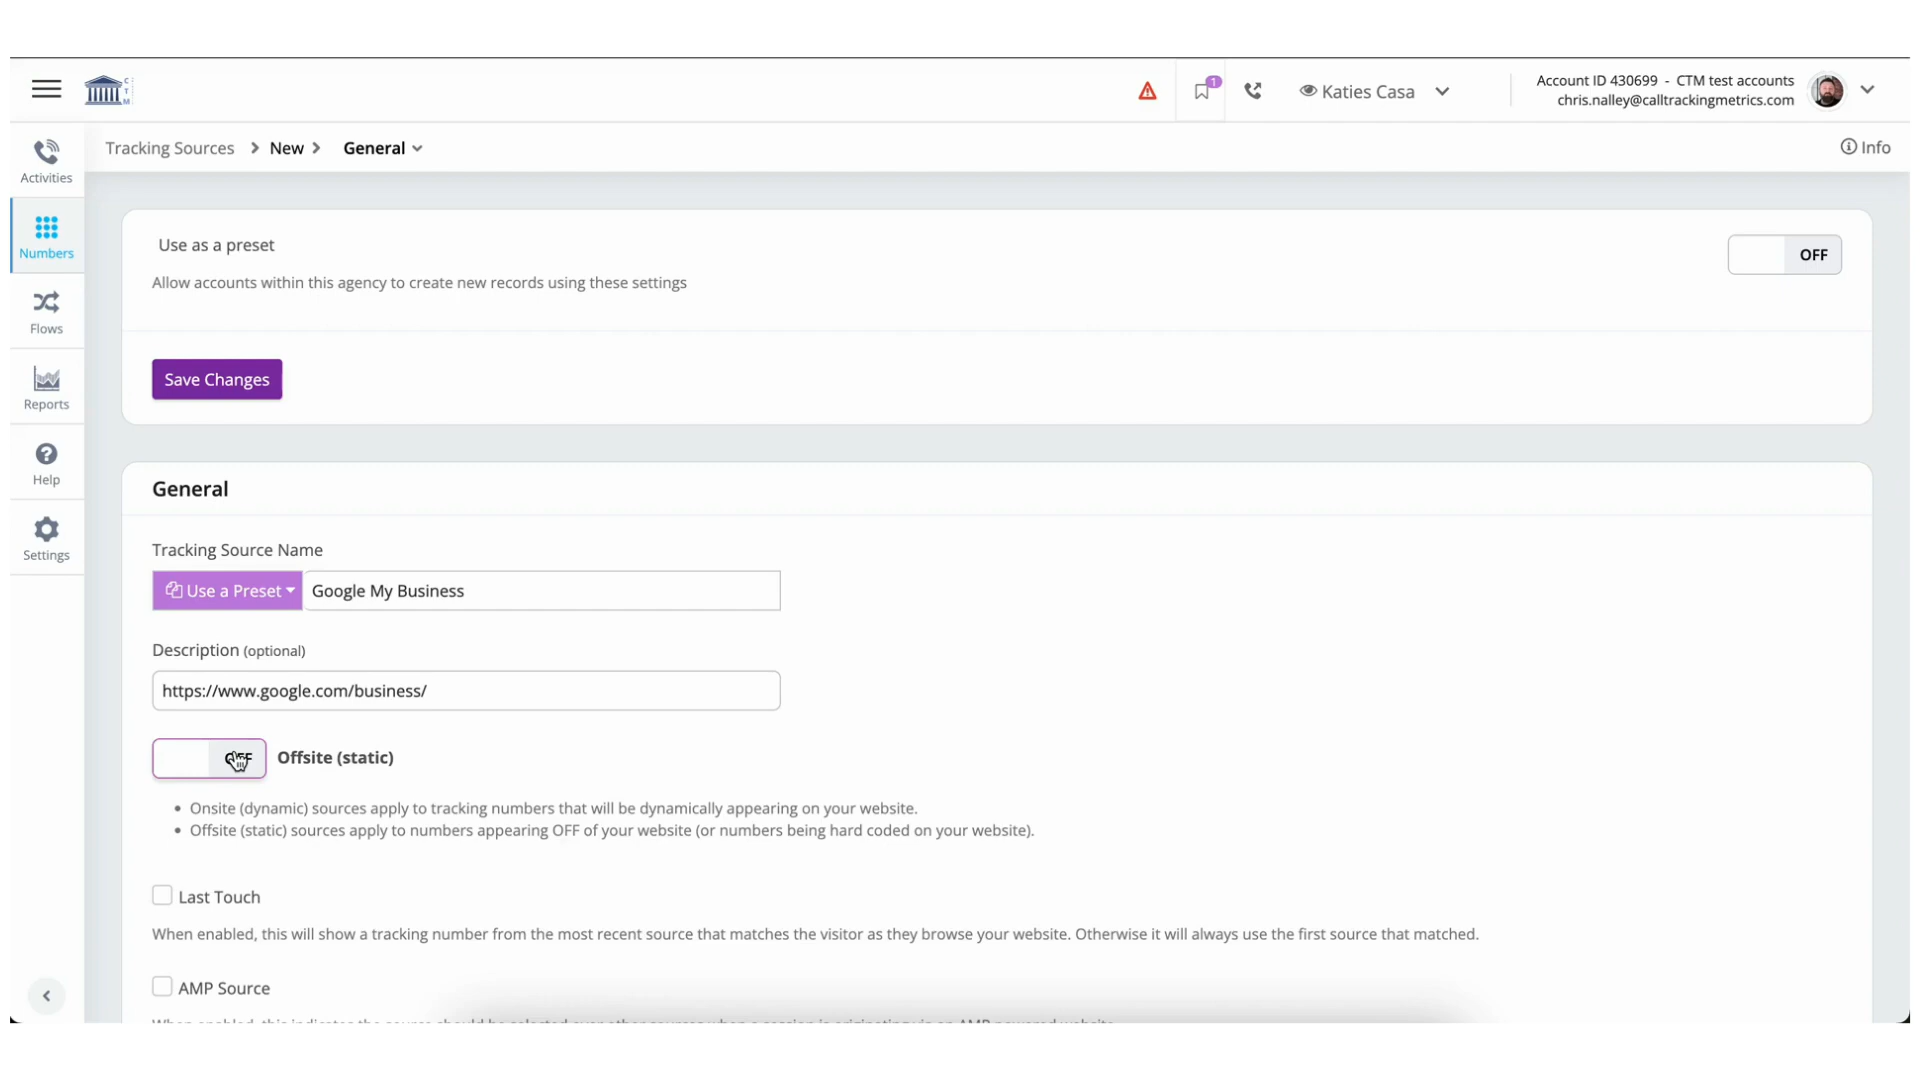 C
T
M
1
Katies Casa
Account ID 430699 - CTM test accounts
chris.nalley@calltrackingmetrics.com
Activities
Tracking Sources > New > General
Info
Numbers
Flows
Reports
Help
Settings
Use as a preset
OFF
Allow accounts within this agency to create new records using these settings
Save Changes
General
Tracking Source Name
Use a Preset
Google My Business
Description (optional)
https://www.google.com/business/
OFF
Offsite (static)
• Onsite (dynamic) sources apply to tracking numbers that will be dynamically appearing on your website.
• Offsite (static) sources apply to numbers appearing OFF of your website (or numbers being hard coded on your website).
Last Touch
When enabled, this will show a tracking number from the most recent source that matches the visitor as they browse your website. Otherwise it will always use the first source that matched.
AMP Source